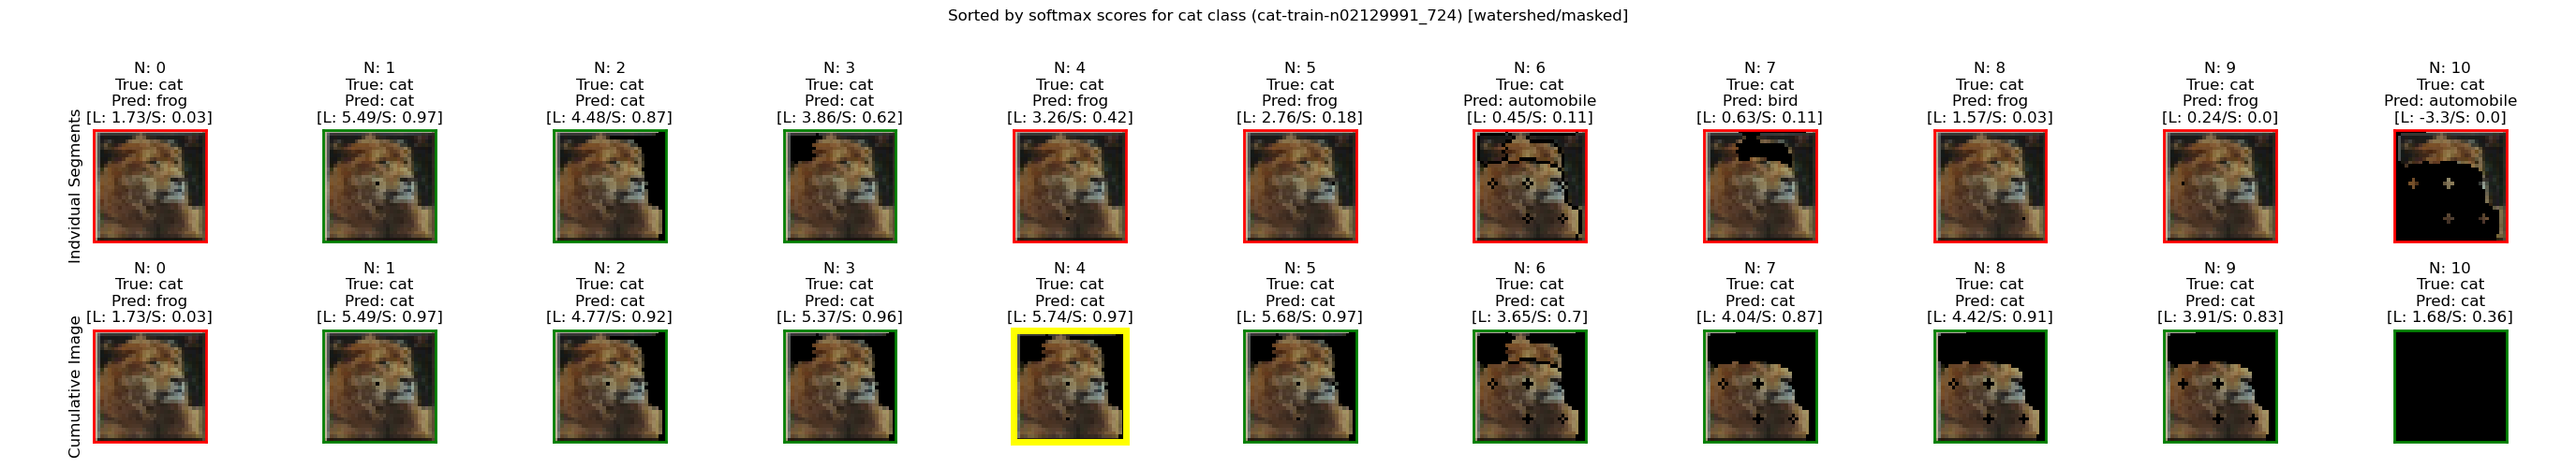 Sorted by softmax scores for cat class (cat-train-n02129991_724) [watershed/masked]
Indvidual Segments
N: 0
True: cat
Pred: frog
[L: 1.73/S: 0.03]
N: 1
True: cat
Pred: cat
[L: 5.49/S: 0.97]
N: 2
True: cat
Pred: cat
[L: 4.48/S: 0.87]
N: 3
True: cat
Pred: cat
[L: 3.86/S: 0.62]
N: 4
True: cat
Pred: frog
[L: 3.26/S: 0.42]
N: 5
True: cat
Pred: frog
[L: 2.76/S: 0.18]
N: 6
True: cat
Pred: automobile
[L: 0.45/S: 0.11]
N: 7
True: cat
Pred: bird
[L: 0.63/S: 0.11]
N: 8
True: cat
Pred: frog
[L: 1.57/S: 0.03]
N: 9
True: cat
Pred: frog
[L: 0.24/S: 0.0]
N: 10
True: cat
Pred: automobile
[L: -3.3/S: 0.0]
Cumulative Image
N: 0
True: cat
Pred: frog
[L: 1.73/S: 0.03]
N: 1
True: cat
Pred: cat
[L: 5.49/S: 0.97]
N: 2
True: cat
Pred: cat
[L: 4.77/S: 0.92]
N: 3
True: cat
Pred: cat
[L: 5.37/S: 0.96]
N: 4
True: cat
Pred: cat
[L: 5.74/S: 0.97]
N: 5
True: cat
Pred: cat
[L: 5.68/S: 0.97]
N: 6
True: cat
Pred: cat
[L: 3.65/S: 0.7]
N: 7
True: cat
Pred: cat
[L: 4.04/S: 0.87]
N: 8
True: cat
Pred: cat
[L: 4.42/S: 0.91]
N: 9
True: cat
Pred: cat
[L: 3.91/S: 0.83]
N: 10
True: cat
Pred: cat
[L: 1.68/S: 0.36]